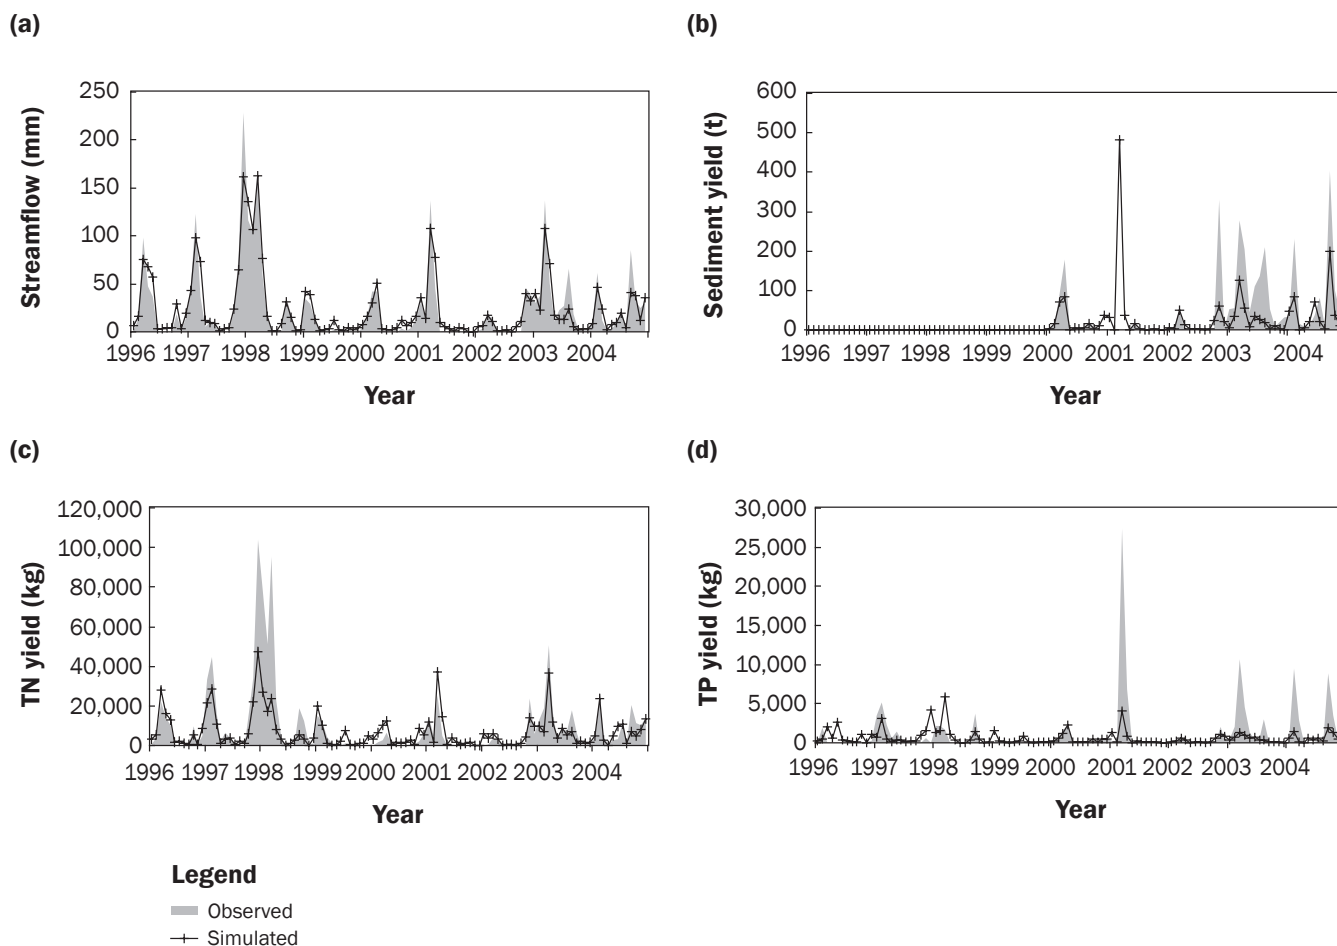 (a)
Streamflow (mm)
250
200
150
100
50
0
1996 1997 1998 1999 2000 2001 2002 2003 2004
Year
(b)
Sediment yield (t)
600
500
400
300
200
100
0
1996 1997 1998 1999 2000 2001 2002 2003 2004
Year
(c)
TN yield (kg)
120,000
100,000
80,000
60,000
40,000
20,000
0
1996 1997 1998 1999 2000 2001 2002 2003 2004
Year
(d)
TP yield (kg)
30,000
25,000
20,000
15,000
10,000
5,000
0
1996 1997 1998 1999 2000 2001 2002 2003 2004
Year
Legend
Observed
Simulated